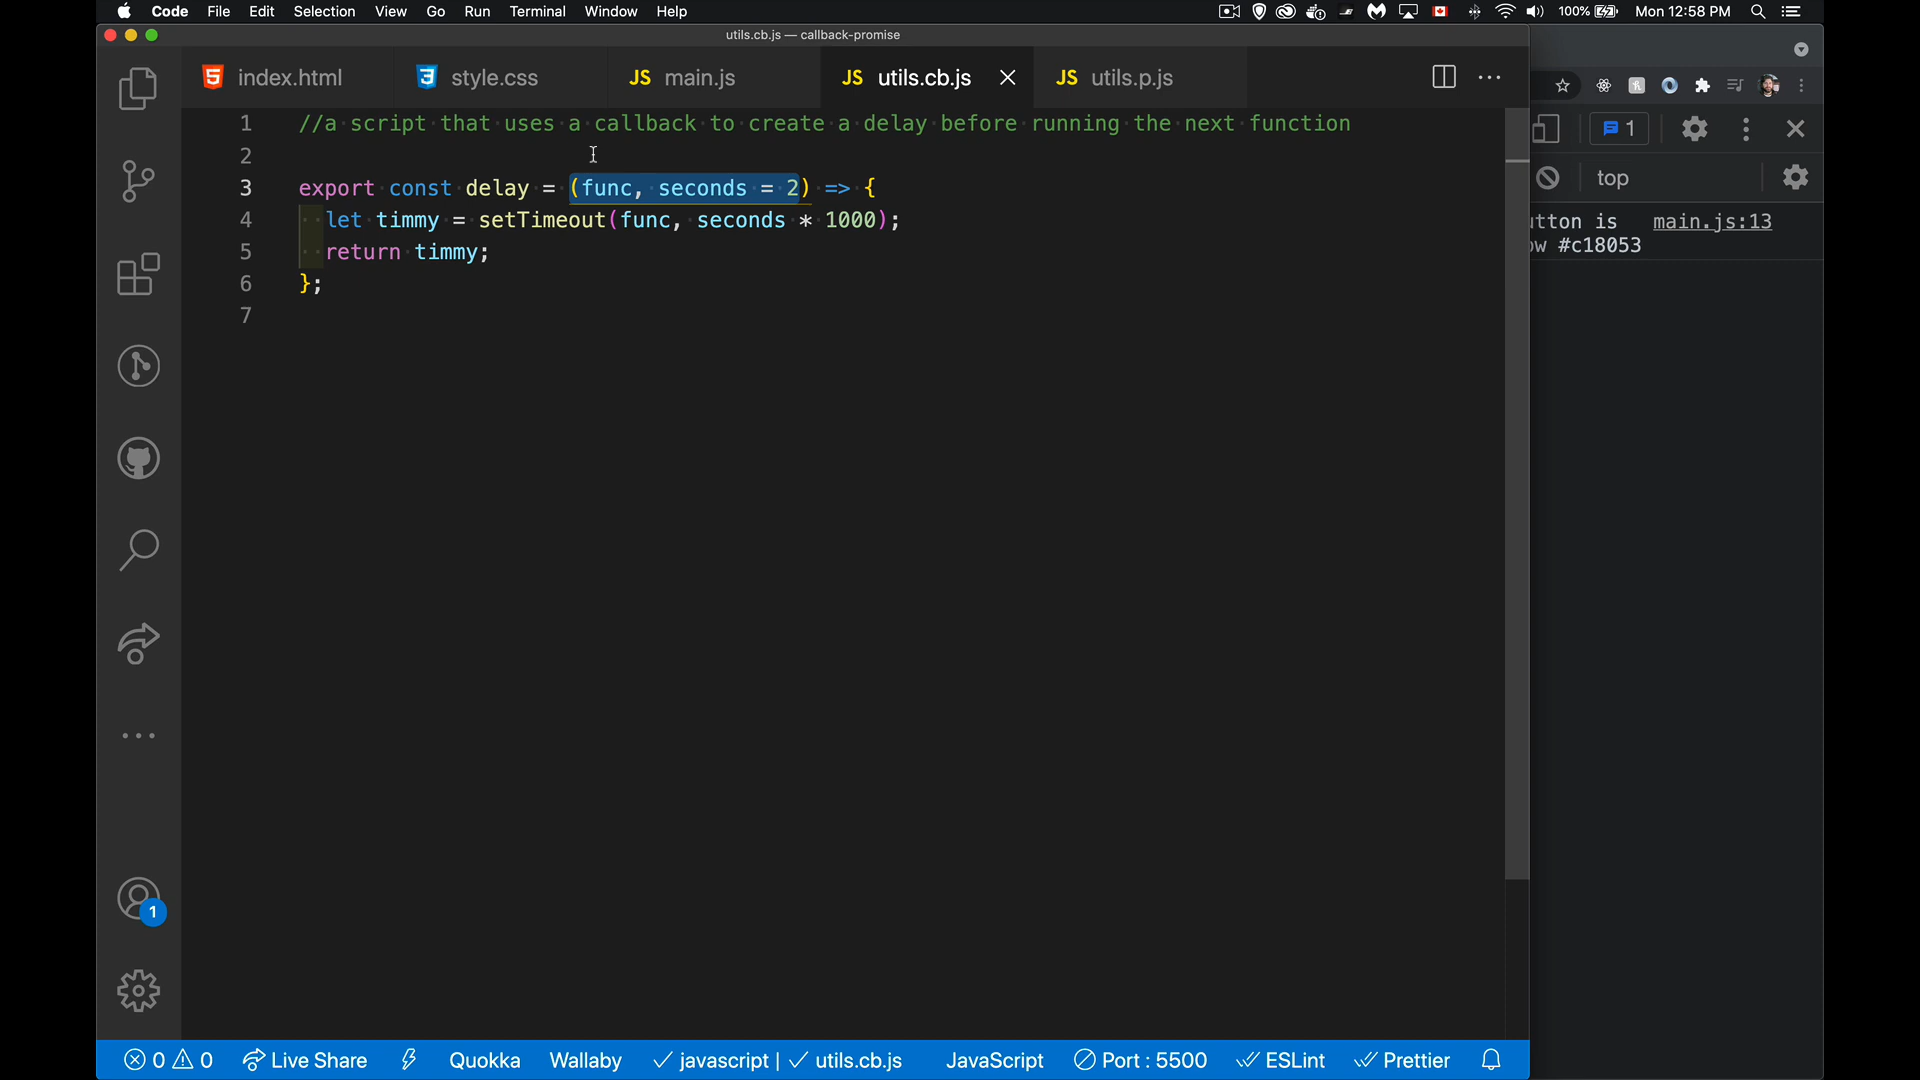 Code File Edit Selection View Go Run Terminal Window Help 100% Mon 12:58 PM
utils.cb.js — callback-promise
index.html style.css JS main.js JS utils.cb.js JS utils.p.js
1 //a script that uses a callback to create a delay before running the next function
2
3 export const delay = (func, seconds = 2) => {
4 let timmy = setTimeout(func, seconds * 1000);
5 return timmy;
6 };
7
1
top
utton is main.js:13
ow #c18053
1
0 0 Live Share Quokka Wallaby javascript | utils.cb.js JavaScript Port : 5500 ESLint Prettier